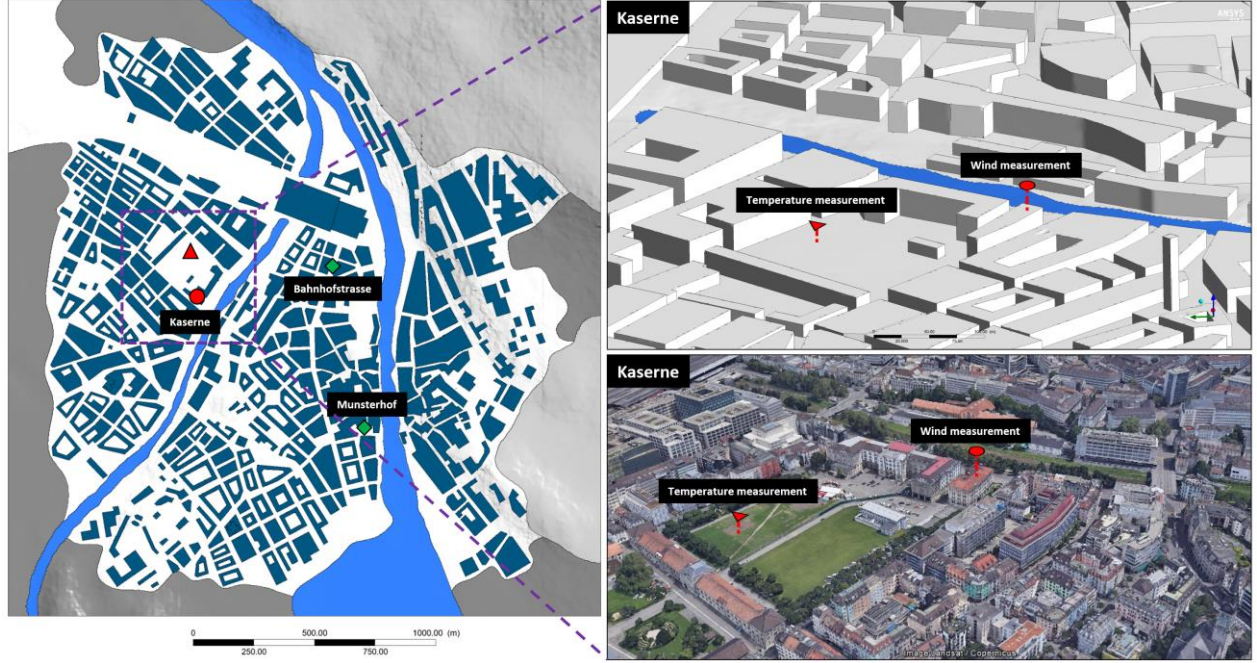 Kaserne
ANSYS
Wind measurement
Temperature measurement
Bahnhofstrasse
Kaserne
Munsterhof
0 500.00 1000.00 (m)
250.00 750.00
Kaserne
Wind measurement
Temperature measurement
Image Landsat / Copernicus